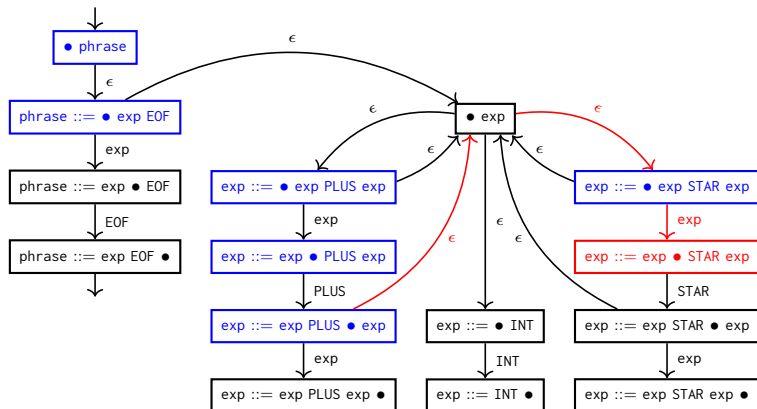 ● phrase
ϵ
ϵ
phrase ::= ● exp EOF
● exp
ϵ
ϵ
exp
ϵ
ϵ
phrase ::= exp ● EOF
exp ::= ● exp PLUS exp
exp ::= ● exp STAR exp
EOF
exp
ϵ
ϵ
ϵ
exp
phrase ::= exp EOF ●
exp ::= exp ● PLUS exp
exp ::= exp ● STAR exp
PLUS
STAR
exp ::= exp PLUS ● exp
exp ::= ● INT
exp ::= exp STAR ● exp
exp
INT
exp
exp ::= exp PLUS exp ●
exp ::= INT ●
exp ::= exp STAR exp ●